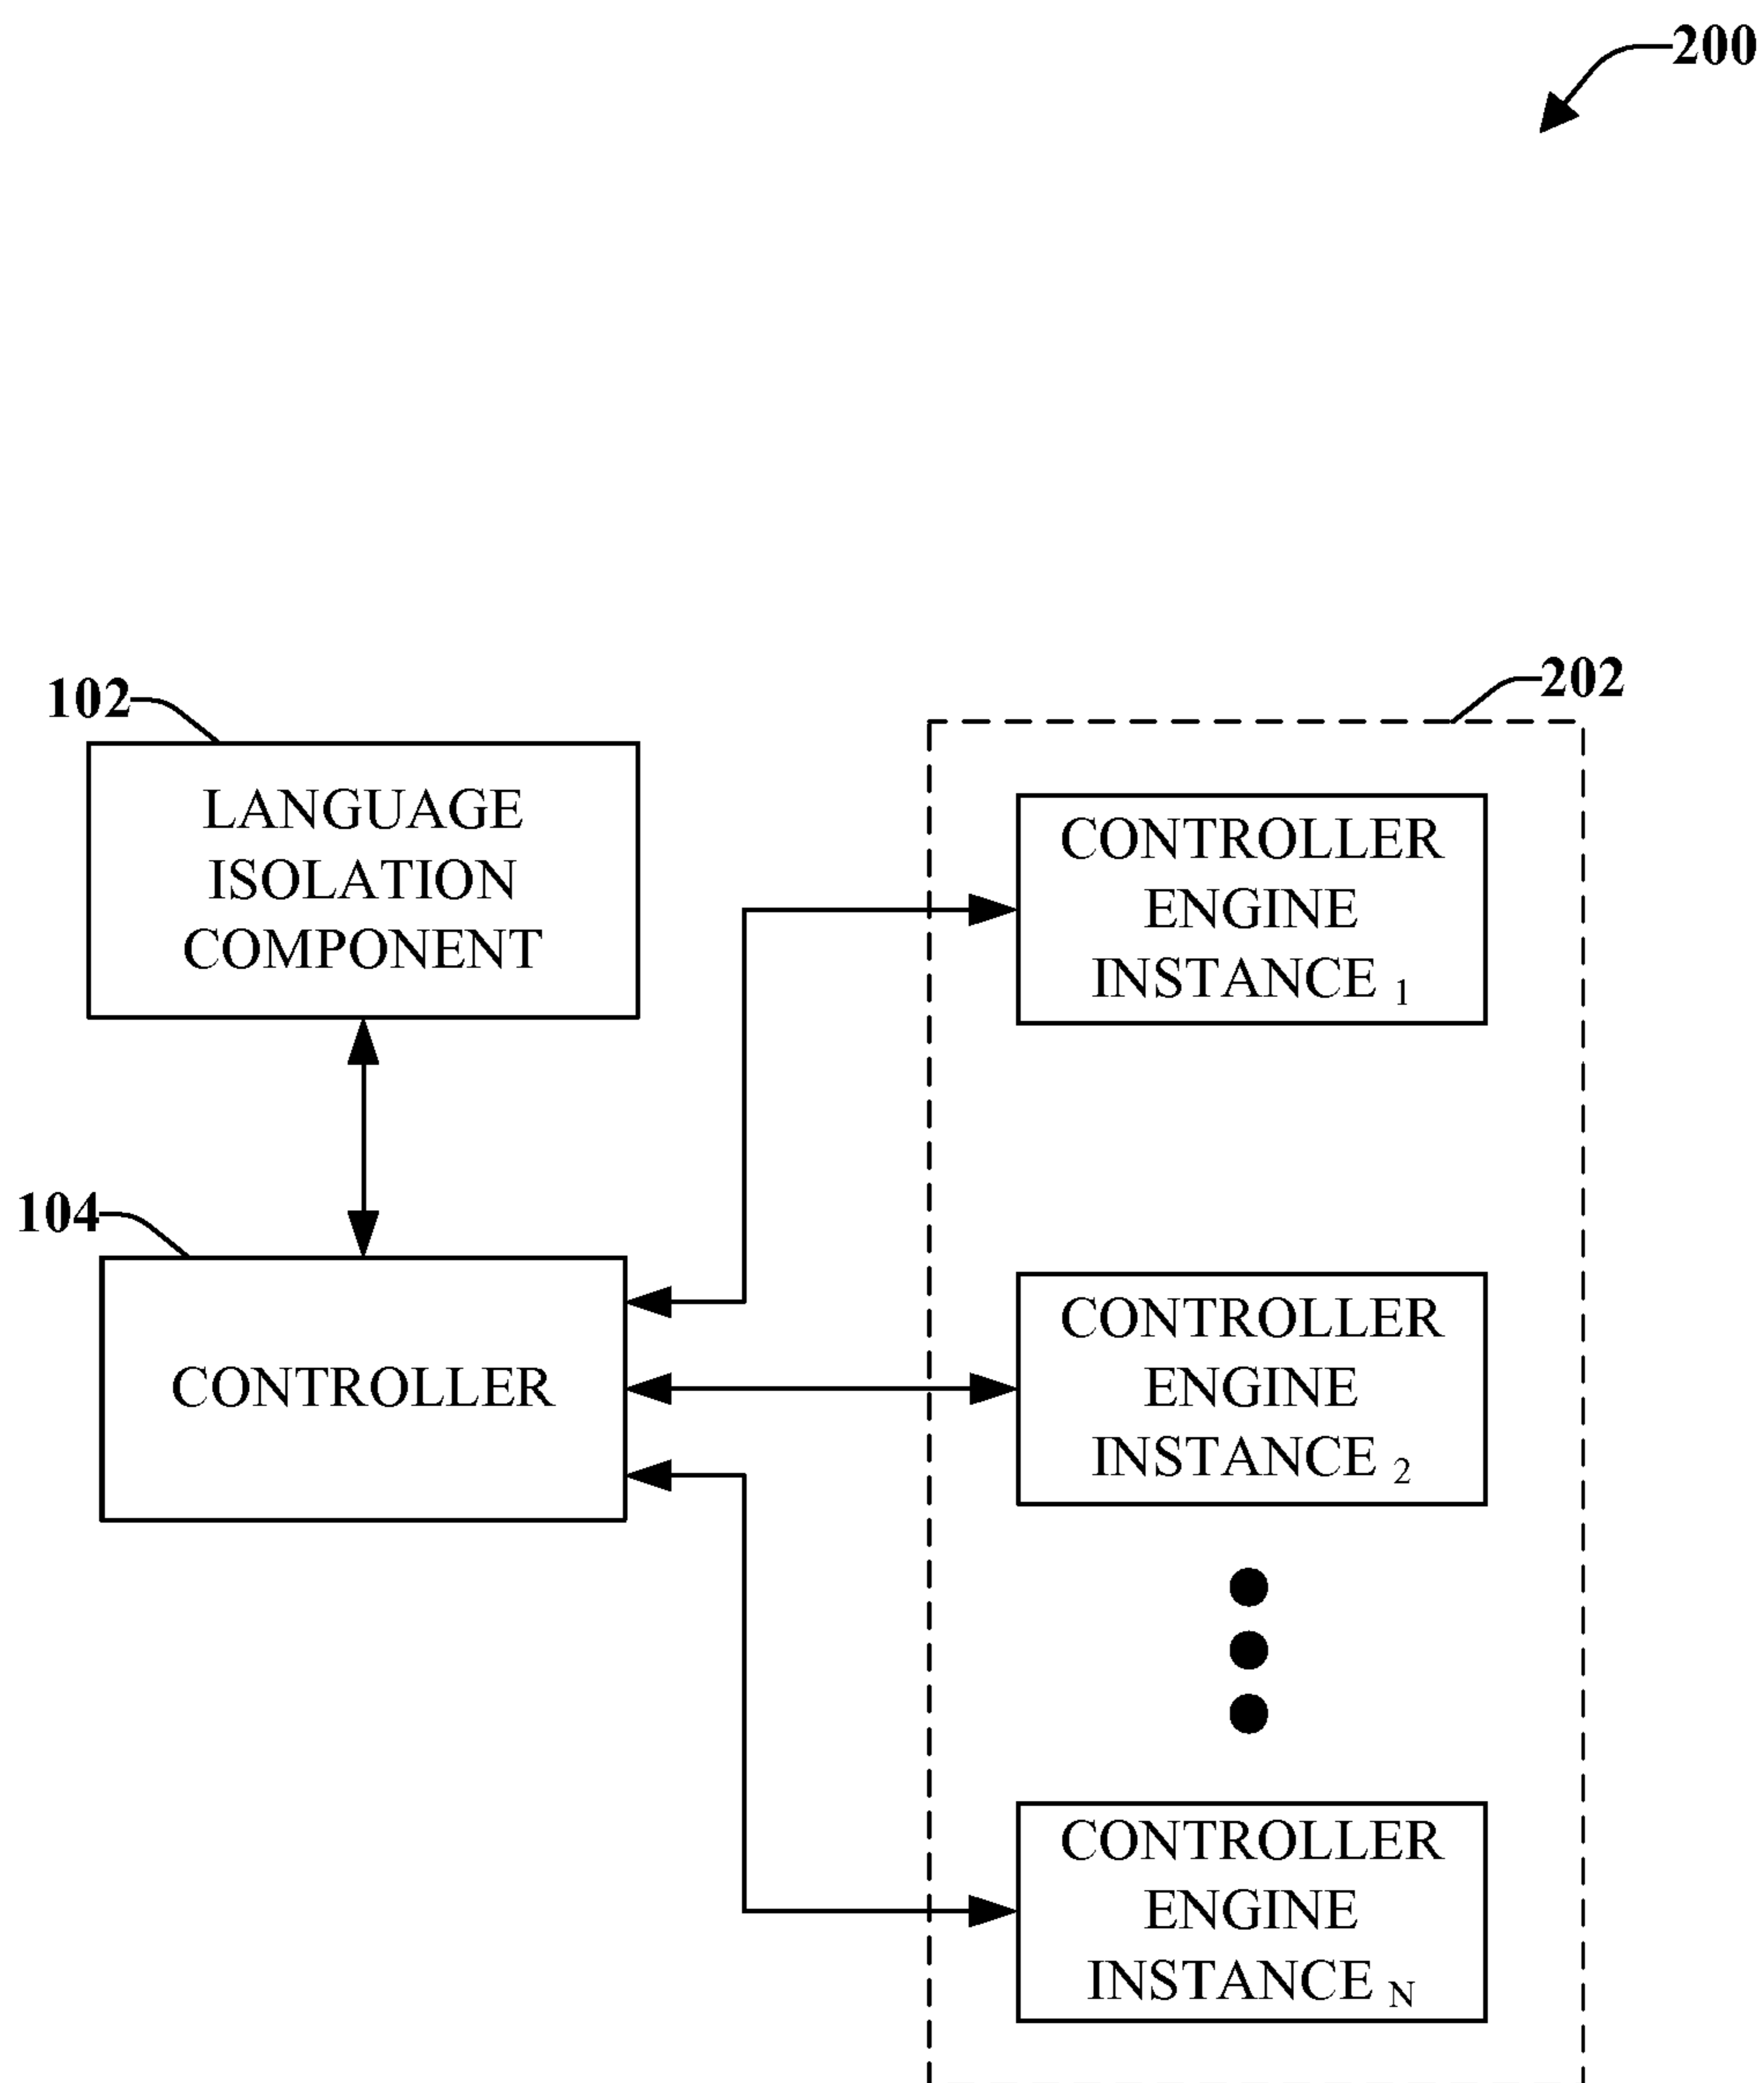 200
102
202
LANGUAGE
ISOLATION
COMPONENT
CONTROLLER
ENGINE
INSTANCE 1
104
CONTROLLER
CONTROLLER
ENGINE
INSTANCE 2
CONTROLLER
ENGINE
INSTANCE N